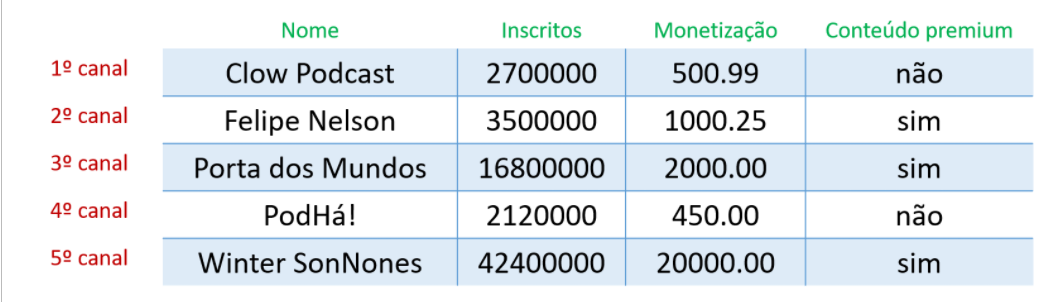 Nome Inscritos Monetização Conteúdo premium
1º canal Clow Podcast 2700000 500.99 não
2º canal Felipe Nelson 3500000 1000.25 sim
3º canal Porta dos Mundos 16800000 2000.00 sim
4º canal PodHá! 2120000 450.00 não
5º canal Winter SonNones 42400000 20000.00 sim